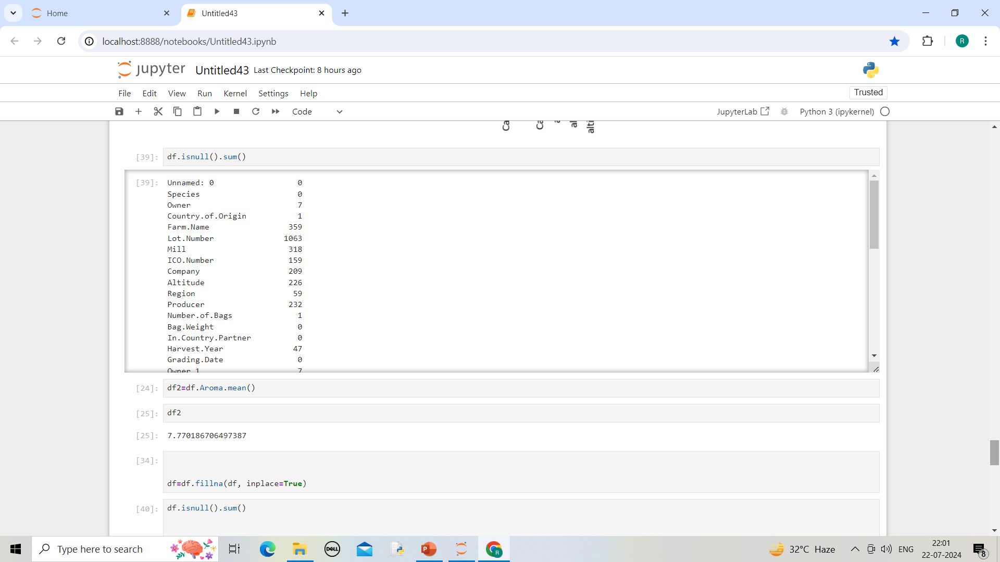 Home
Untitled43
localhost:8888/notebooks/Untitled43.ipynb
R
jupyter Untitled43 Last Checkpoint: 8 hours ago
File Edit View Run Kernel Settings Help
Trusted
Code
JupyterLab
Python 3 (ipykernel)
Ca Ca a al alti
[39]: df.isnull().sum()
[39]: Unnamed: 0 0
Species 0
Owner 7
Country.of.Origin 1
Farm.Name 359
Lot.Number 1063
Mill 318
ICO.Number 159
Company 209
Altitude 226
Region 59
Producer 232
Number.of.Bags 1
Bag.Weight 0
In.Country.Partner 0
Harvest.Year 47
Grading.Date 0
Owner.1 7
[24]: df2=df.Aroma.mean()
[25]: df2
[25]: 7.770186706497387
[34]:
df=df.fillna(df, inplace=True)
[40]: df.isnull().sum()
Type here to search
DELL
P
R
32°C Haze
ENG
22:01
22-07-2024
8